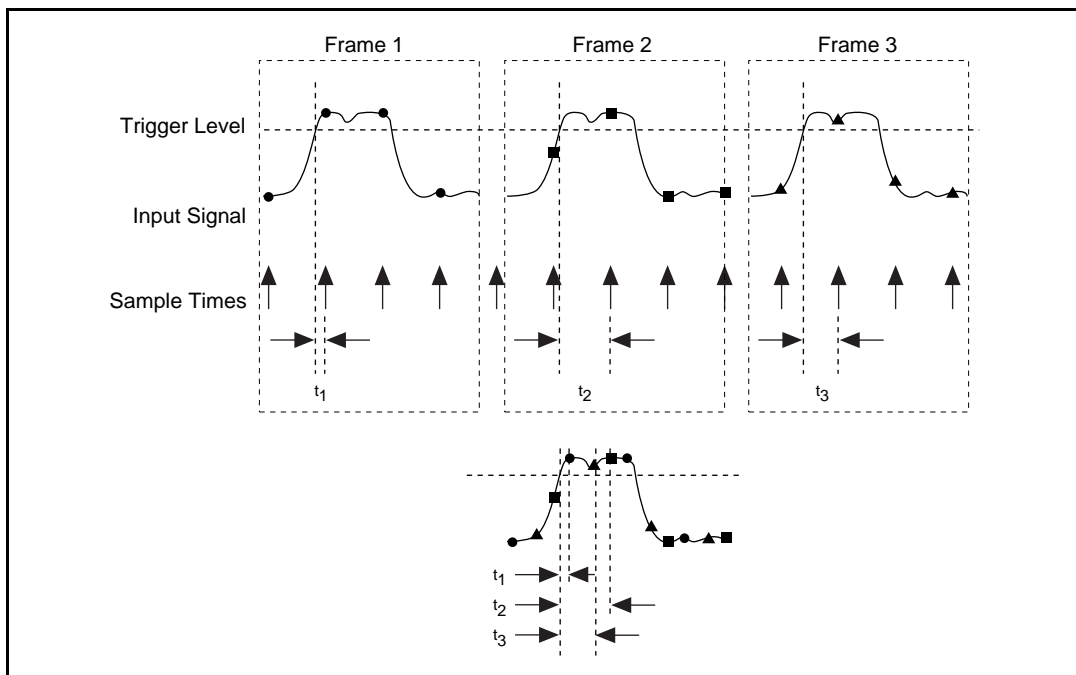 Frame 1
Frame 2
Frame 3
Trigger Level
Input Signal
Sample Times
t1
t2
t3
t1
t2
t3